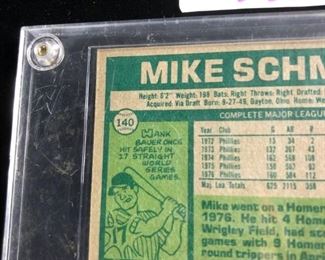 MIKE SCHM
Height: 6'2" Weight: 198 Bats: Right Throws: Right Drafted:
Acquired: Via Draft Born: 9-27-49, Dayton, Ohio Home:
140
HANK
BAUER ONCE
HIT SAFELY IN
17 STRAIGHT
WORLD
SERIES
GAMES.
COMPLETE MAJOR LEAGU
Year Club G AB R
1972 Phillies 13 34 2
1973 Phillies 132 367 43
1974 Phillies 162 568 108
1975 Phillies 158 562 93
1976 Phillies 160 584 112
Maj. Lea. Totals 625 2115 358
Mike went on a Homer
1976. He hit 4 Home
Wrigley Field, had
games with 9 Homer
round trippers in Apri